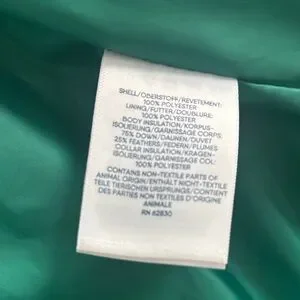 SHELL/OBERSTOFF/REVETEMENT:
100% POLYESTER
LINING/FUTTER/DOUBLURE:
100% POLYESTER
BODY INSULATION/KORPUS-
ISOLIERUNG/GARNISSAGE CORPS:
75% DOWN/DAUNEN/DUVET
25% FEATHERS/FEDERN/PLUMES
COLLAR INSULATION/KRAGEN-
ISOLIERUNG/GARNISSAGE COL:
100% POLYESTER
CONTAINS NON-TEXTILE PARTS OF
ANIMAL ORIGIN/ENTHÄLT NICHT-TEXTILE
TEILE TIERISCHEN URSPRUNGS/CONTIENT
DES PARTIES NON TEXTILES D'ORIGINE
ANIMALE
RN 62830